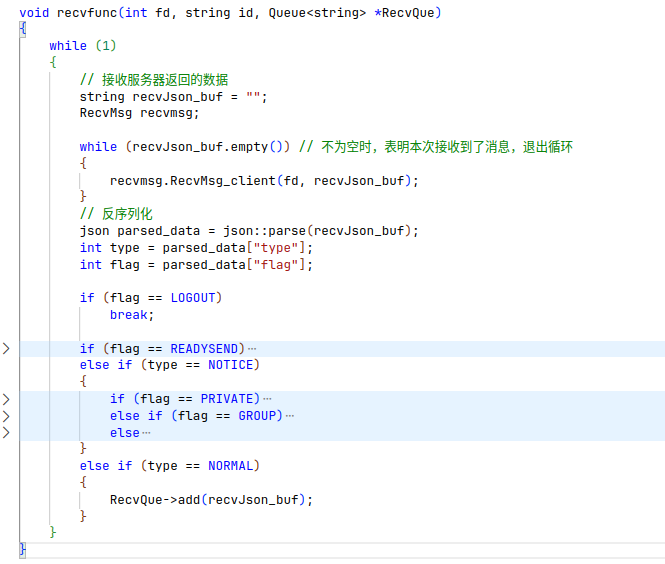 void recvfunc(int fd, string id, Queue<string> *RecvQue)
{
    while (1)
    {
        // 接收服务器返回的数据
        string recvJson_buf = "";
        RecvMsg recvmsg;

        while (recvJson_buf.empty()) // 不为空时，表明本次接收到了消息，退出循环
        {
            recvmsg.RecvMsg_client(fd, recvJson_buf);
        }
        // 反序列化
        json parsed_data = json::parse(recvJson_buf);
        int type = parsed_data["type"];
        int flag = parsed_data["flag"];

        if (flag == LOGOUT)
            break;

        if (flag == READYSEND)⋯
        else if (type == NOTICE)
        {
            if (flag == PRIVATE)⋯
            else if (flag == GROUP)⋯
            else⋯
        }
        else if (type == NORMAL)
        {
            RecvQue->add(recvJson_buf);
        }
    }
}